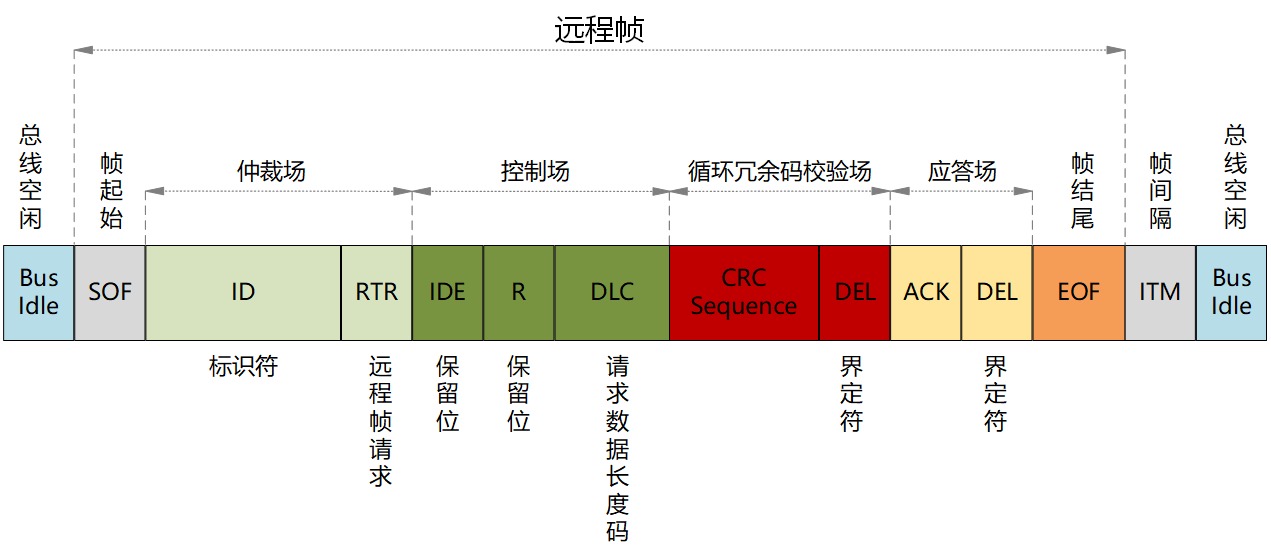 远程帧
总线空闲
帧起始
仲裁场
控制场
循环冗余码校验场
应答场
帧结尾
帧间隔
总线空闲
Bus
Idle
SOF
ID
RTR
IDE
R
DLC
CRC
Sequence
DEL
ACK
DEL
EOF
ITM
Bus
Idle
标识符
远程帧请求
保留位
保留位
请求数据长度码
界定符
界定符